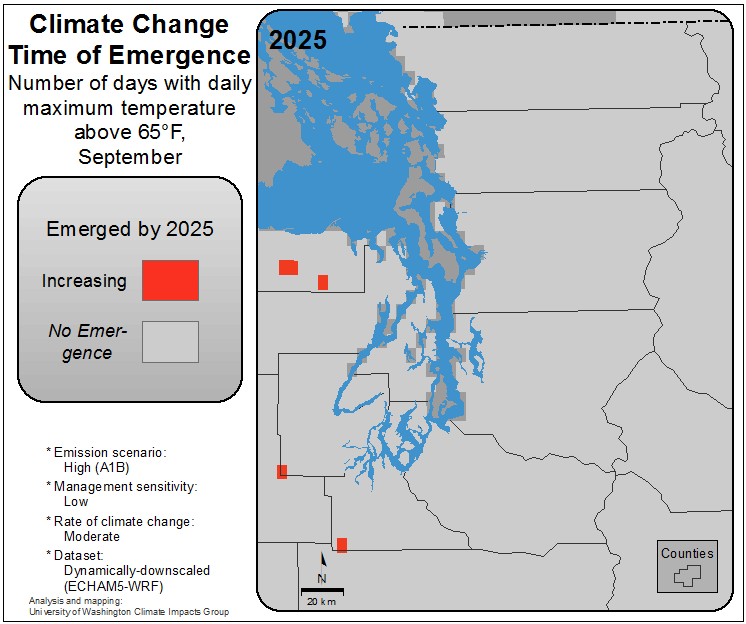 Climate Change
Time of Emergence
Number of days with daily
maximum temperature
above 65°F,
September
Emerged by 2025
Increasing
No Emer-
gence
* Emission scenario:
High (A1B)
* Management sensitivity:
Low
* Rate of climate change:
Moderate
* Dataset:
Dynamically-downscaled
(ECHAM5-WRF)
Analysis and mapping:
University of Washington Climate Impacts Group
2025
N
20 km
Counties